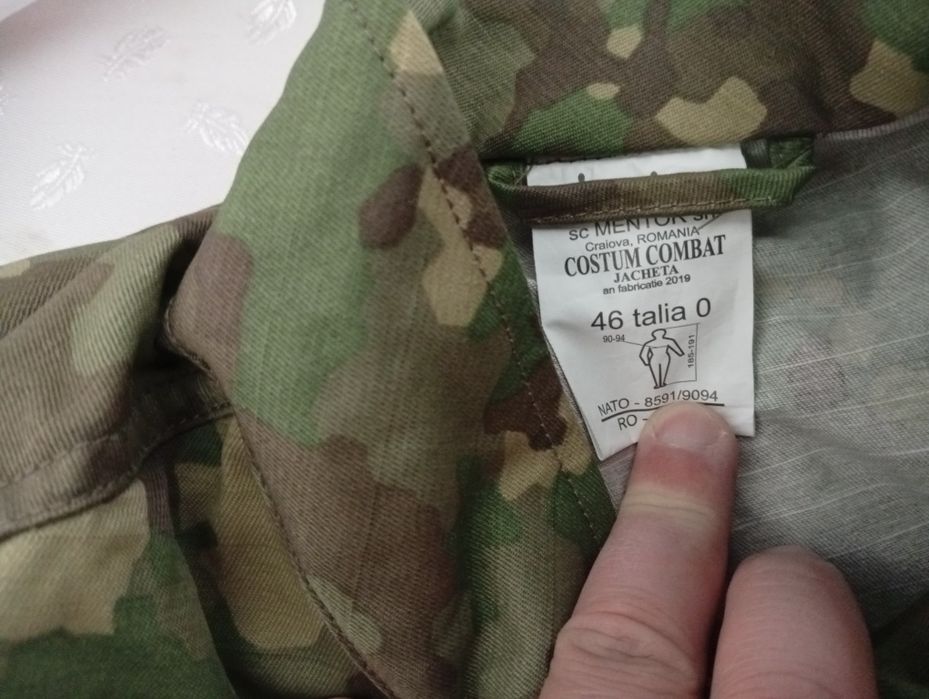 SC MENTOR SRL
Craiova, ROMANIA
COSTUM COMBAT
JACHETA
an fabricatie 2019
46 talia 0
90-94
185-191
NATO - 8591/9094
RO -